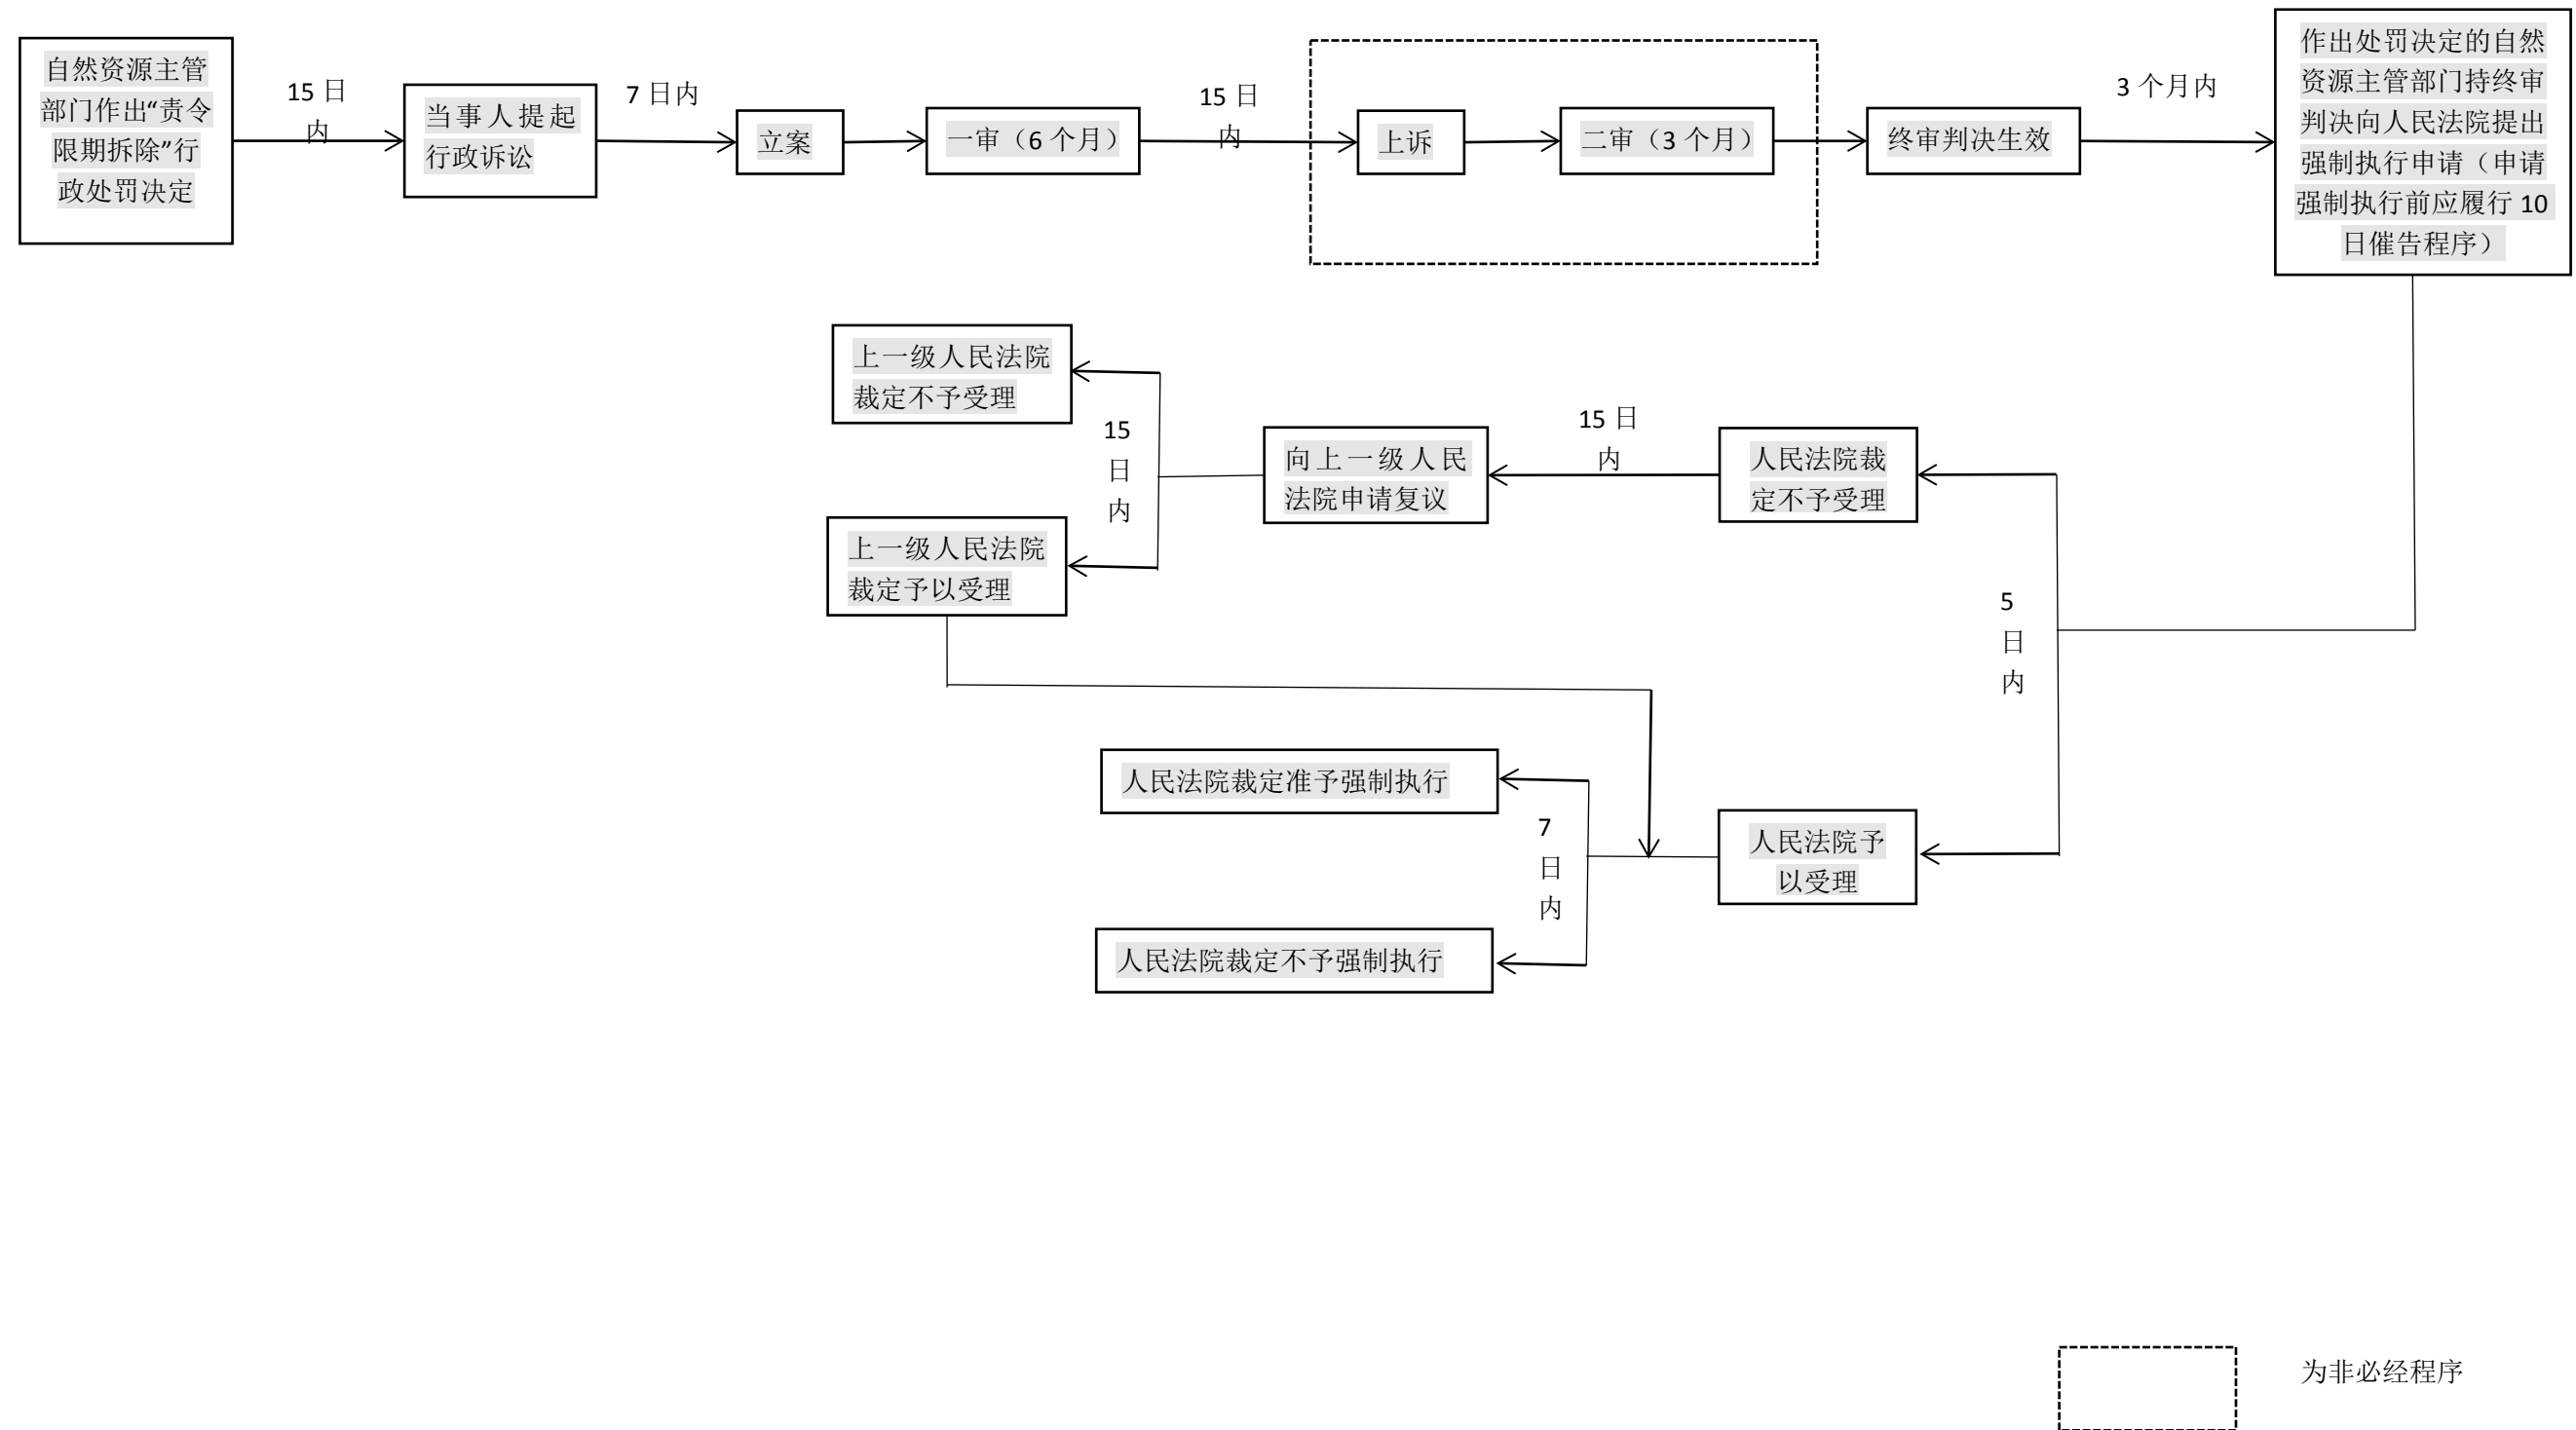 自然资源主管
部门作出“责令
限期拆除”行
政处罚决定
15 日
内
当事人提起
行政诉讼
7 日内
立案
一审（6 个月）
15 日
内
上诉
二审（3 个月）
终审判决生效
3 个月内
作出处罚决定的自然
资源主管部门持终审
判决向人民法院提出
强制执行申请（申请
强制执行前应履行 10
日催告程序）
上一级人民法院
裁定不予受理
15
日
内
向上一级人民
法院申请复议
15 日
内
人民法院裁
定不予受理
上一级人民法院
裁定予以受理
5
日
内
人民法院裁定准予强制执行
7
日
内
人民法院予
以受理
人民法院裁定不予强制执行
为非必经程序